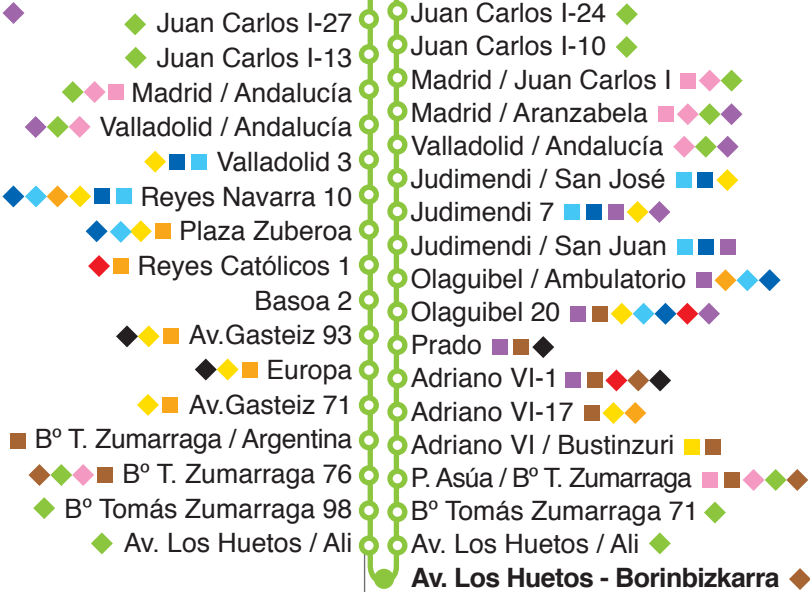 Juan Carlos I-27
Juan Carlos I-13
Madrid / Andalucía
Valladolid / Andalucía
Valladolid 3
Reyes Navarra 10
Plaza Zuberoa
Reyes Católicos 1
Basoa 2
Av.Gasteiz 93
Europa
Av.Gasteiz 71
Bº T. Zumarraga / Argentina
Bº T. Zumarraga 76
Bº Tomás Zumarraga 98
Av. Los Huetos / Ali
Juan Carlos I-24
Juan Carlos I-10
Madrid / Juan Carlos I
Madrid / Aranzabela
Valladolid / Andalucía
Judimendi / San José
Judimendi 7
Judimendi / San Juan
Olaguibel / Ambulatorio
Olaguibel 20
Prado
Adriano VI-1
Adriano VI-17
Adriano VI / Bustinzuri
P. Asúa / Bº T. Zumarraga
Bº Tomás Zumarraga 71
Av. Los Huetos / Ali
Av. Los Huetos - Borinbizkarra